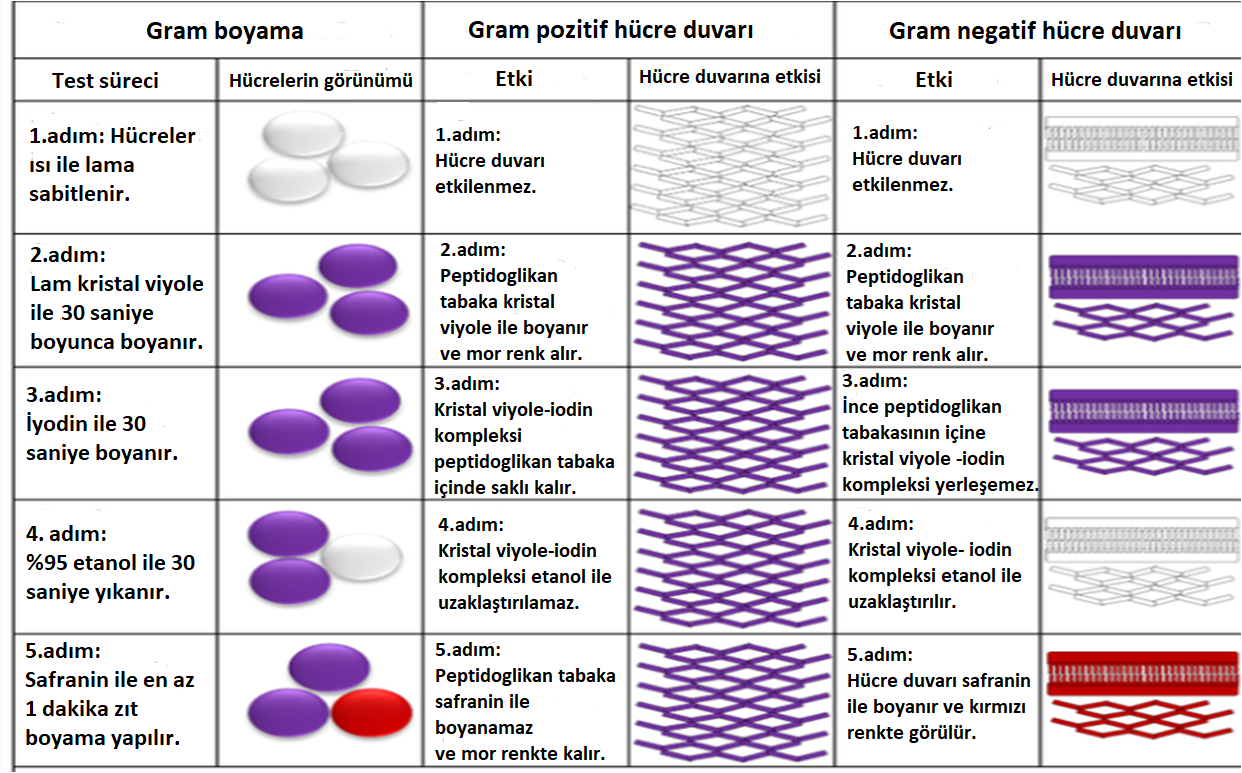 Gram boyama
Gram pozitif hücre duvarı
Gram negatif hücre duvarı
Test süreci
Hücrelerin görünümü
Etki
Hücre duvarına etkisi
Etki
Hücre duvarına etkisi
1.adım: Hücreler
ısı ile lama
sabitlenir.
1.adım:
Hücre duvarı
etkilenmez.
1.adım:
Hücre duvarı
etkilenmez.
2.adım:
Lam kristal viyole
ile 30 saniye
boyunca boyanır.
2.adım:
Peptidoglikan
tabaka kristal
viyole ile boyanır
ve mor renk alır.
2.adım:
Peptidoglikan
tabaka kristal
viyole ile boyanır
ve mor renk alır.
3.adım:
İyodin ile 30
saniye boyanır.
3.adım:
Kristal viyole-iodin
kompleksi
peptidoglikan tabaka
içinde saklı kalır.
3.adım:
İnce peptidoglikan
tabakasının içine
kristal viyole -iodin
kompleksi yerleşemez.
4. adım:
%95 etanol ile 30
saniye yıkanır.
4.adım:
Kristal viyole-iodin
kompleksi etanol ile
uzaklaştırılamaz.
4.adım:
Kristal viyole- iodin
kompleksi etanol ile
uzaklaştırılır.
5.adım:
Safranin ile en az
1 dakika zıt
boyama yapılır.
5.adım:
Peptidoglikan tabaka
safranin ile
boyanamaz
ve mor renkte kalır.
5.adım:
Hücre duvarı safranin
ile boyanır ve kırmızı
renkte görülür.